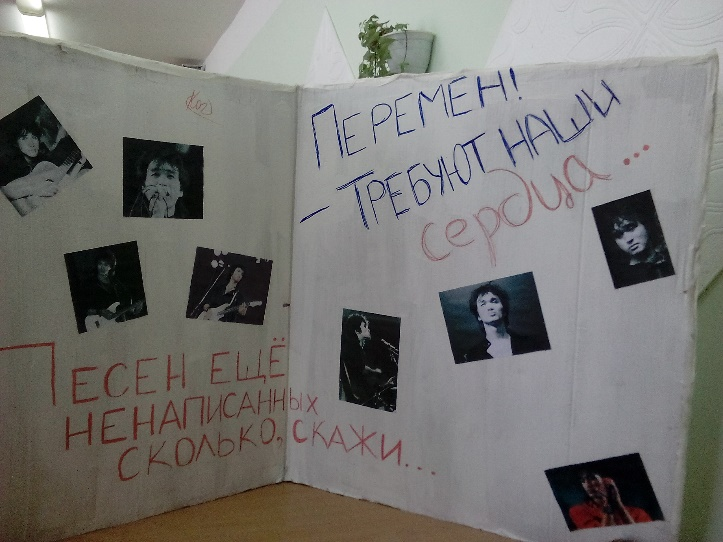 ПЕРЕМЕН!
– ТРЕБУЮТ НАШИ
сердца...
ПЕСЕН ЕЩЁ
НЕНАПИСАННЫХ
СКОЛЬКО, СКАЖИ...